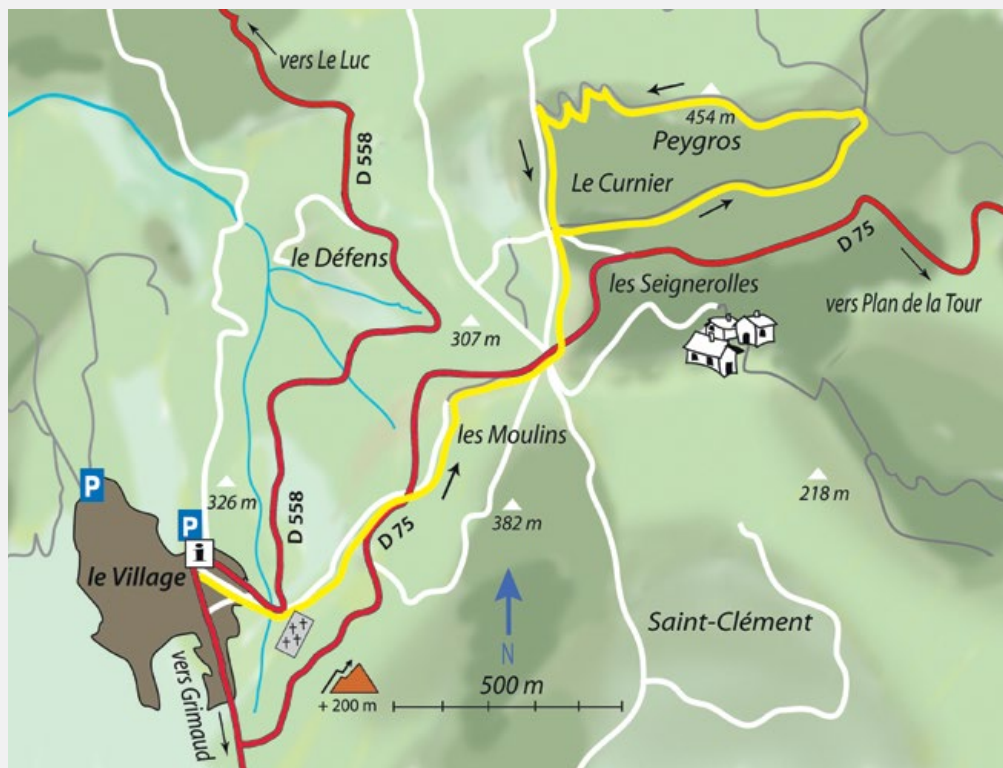 vers Le Luc
D 558
454 m
Peygros
Le Curnier
D 75
le Défens
les Seignerolles
vers Plan de la Tour
307 m
les Moulins
P
326 m
218 m
382 m
D 558
D 75
P
i
le Village
Saint-Clément
N
500 m
vers Grimaud
+ 200 m